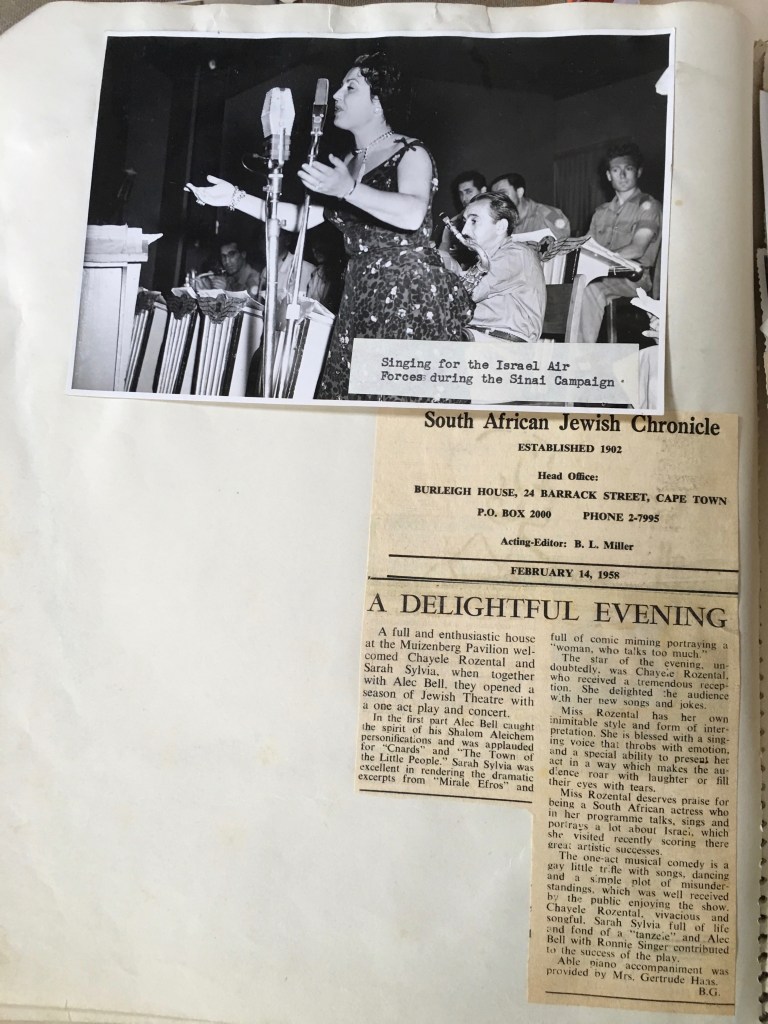 Singing for the Israel Air
Forces during the Sinai Campaign.
South African Jewish Chronicle
ESTABLISHED 1902
Head Office:
BURLEIGH HOUSE, 24 BARRACK STREET, CAPE TOWN
P.O. BOX 2000 PHONE 2-7995
Acting-Editor: B. L. Miller
FEBRUARY 14, 1958
A DELIGHTFUL EVENING
A full and enthusiastic house
at the Muizenberg Pavilion wel-
comed Chayele Rozental and
Sarah Sylvia, when together
with Alec Bell, they opened a
season of Jewish Theatre with
a one act play and concert.
In the first part Alec Bell caught
the spirit of his Shalom Aleichem
personifications and was applauded
for "Cnards" and "The Town of
the Little People." Sarah Sylvia was
excellent in rendering the dramatic
excerpts from "Mirale Efros" and
full of comic miming portraying a
"woman, who talks too much."
The star of the evening, un-
doubtedly, was Chayele Rozental,
who received a tremendous recep-
tion. She delighted the audience
with her new songs and jokes.
Miss Rozental has her own
inimitable style and form of inter-
pretation. She is blessed with a sing-
ing voice that throbs with emotion,
and a special ability to present her
act in a way which makes the au-
dience roar with laughter or fill
their eyes with tears.
Miss Rozental deserves praise for
being a South African actress who
in her programme talks, sings and
portrays a lot about Israel, which
she visited recently scoring there
great artistic successes.
The one-act musical comedy is a
gay little trifle with songs, dancing
and a simple plot of misunder-
standings, which was well received
by the public enjoying the show.
Chayele Rozental, vivacious and
songful, Sarah Sylvia full of life
and fond of a "tanzele" and Alec
Bell with Ronnie Singer contributed
to the success of the play.
Able piano accompaniment was
provided by Mrs. Gertrude Haas.
B.G.